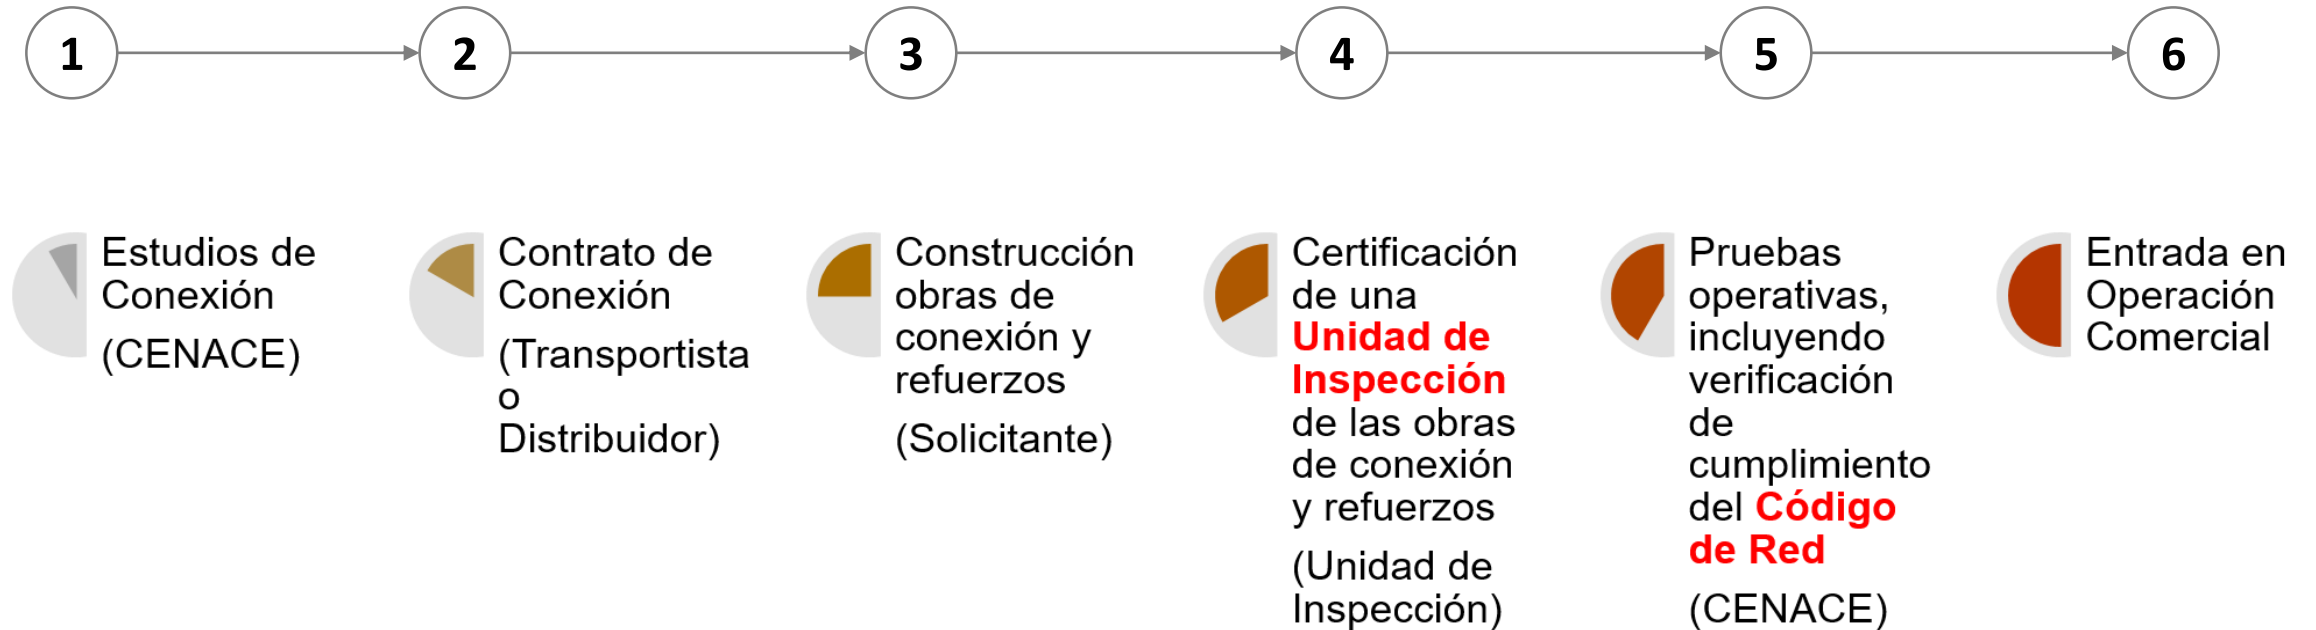 1
2
3
4
5
6
Estudios de
Conexión
(CENACE)
Contrato de
Conexión
(Transportista
o
Distribuidor)
Construcción
obras de
conexión y
refuerzos
(Solicitante)
Certificación
de una
Unidad de
Inspección
de las obras
de conexión
y refuerzos
(Unidad de
Inspección)
Pruebas
operativas,
incluyendo
verificación
de
cumplimiento
del Código
de Red
(CENACE)
Entrada en
Operación
Comercial